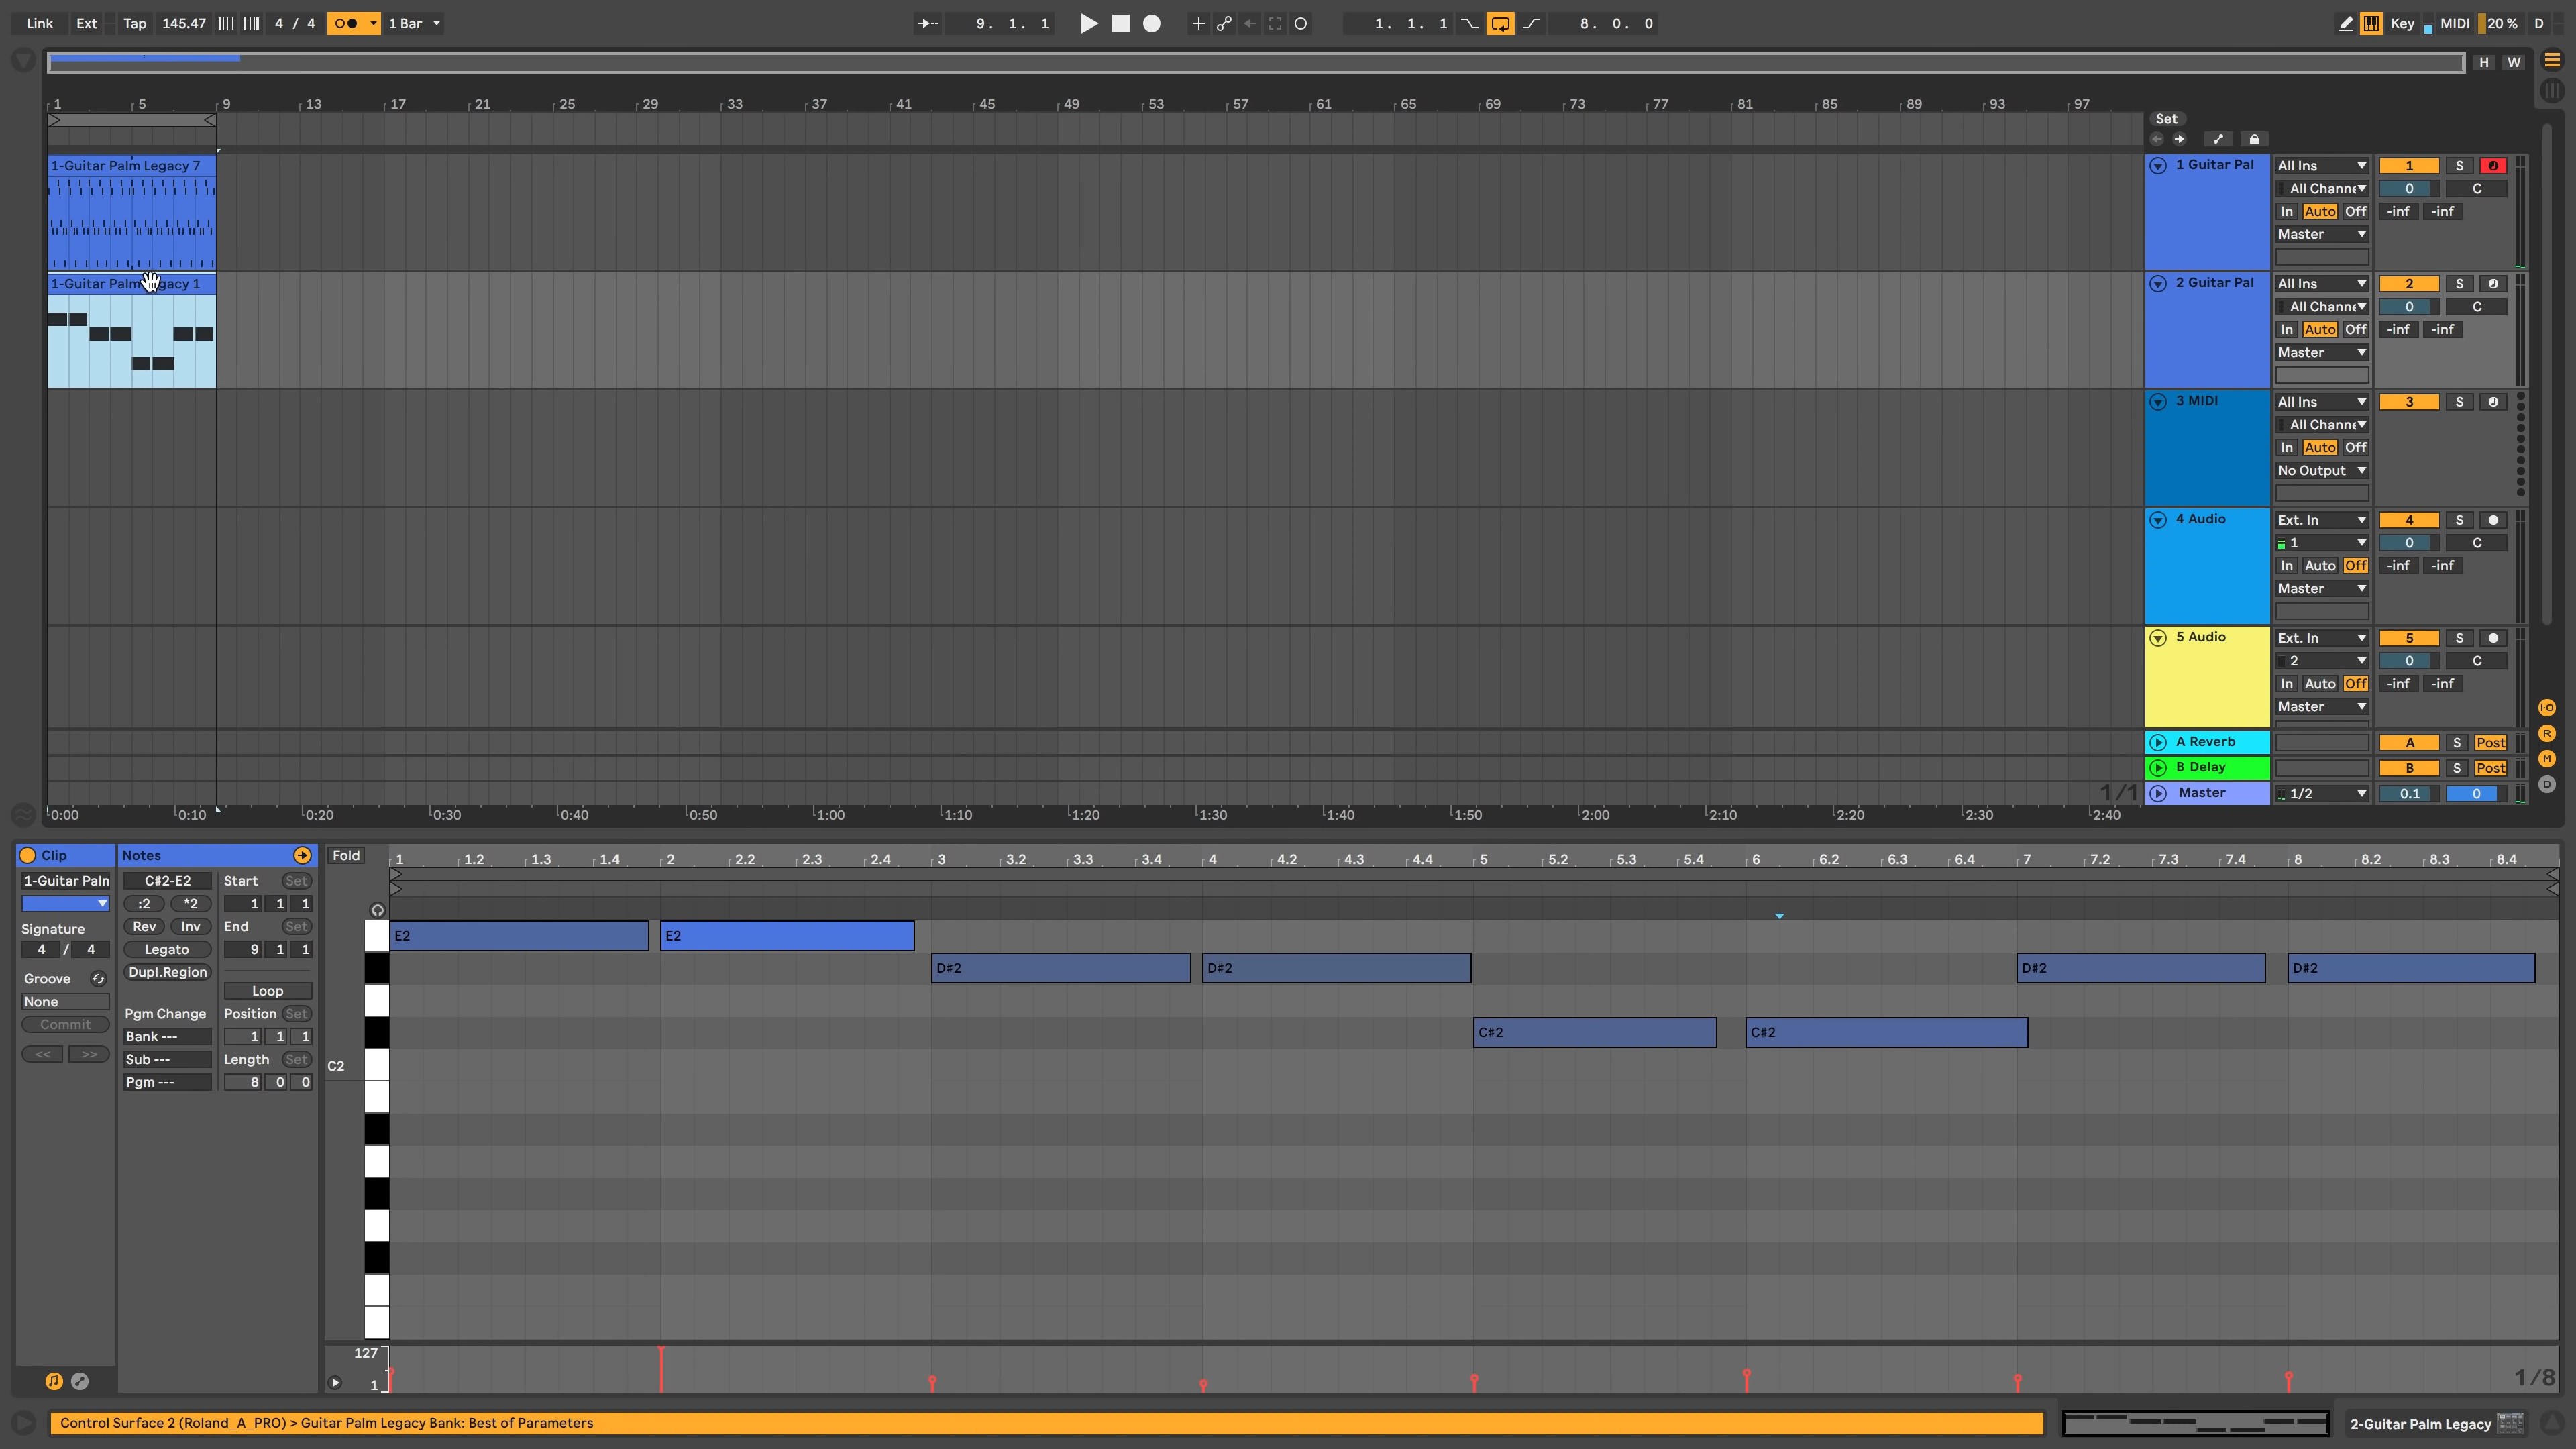 Link Ext Tap 145.47 4 / 4 1 Bar 9. 1. 1 1. 1. 1 8. 0. 0 Key MIDI 20 % D
H W
1 5 9 13 17 21 25 29 33 37 41 45 49 53 57 61 65 69 73 77 81 85 89 93 97
Set
1-Guitar Palm Legacy 7 1 Guitar Pal All Ins 1 S
All Channe 0 C
In Auto Off -inf -inf
Master
1-Guitar Palm gacy 1 2 Guitar Pal All Ins 2 S
All Channe 0 C
In Auto Off -inf -inf
Master
3 MIDI All Ins 3 S
All Channe
In Auto Off
No Output
4 Audio Ext. In 4 S
1 0 C
In Auto Off -inf -inf
Master
5 Audio Ext. In 5 S
2 0 C
In Auto Off -inf -inf
Master
I·O
R
A Reverb A S Post
M
B Delay B S Post
D
1/1 Master 1/2 0.1 0
0:00 0:10 0:20 0:30 0:40 0:50 1:00 1:10 1:20 1:30 1:40 1:50 2:00 2:10 2:20 2:30 2:40
Clip Notes Fold 1 1.2 1.3 1.4 2 2.2 2.3 2.4 3 3.2 3.3 3.4 4 4.2 4.3 4.4 5 5.2 5.3 5.4 6 6.2 6.3 6.4 7 7.2 7.3 7.4 8 8.2 8.3 8.4
1-Guitar Paln C#2-E2 Start Set
:2 *2 1 1 1
Signature Rev Inv End Set
4 / 4 Legato 9 1 1
Groove Dupl.Region
None Loop
Commit Pgm Change Position Set
Bank --- 1 1 1
<< >> Sub --- Length Set
Pgm --- 8 0 0
E2 E2
D#2 D#2 D#2 D#2
C#2 C#2
C2
127
1 1/8
Control Surface 2 (Roland_A_PRO) > Guitar Palm Legacy Bank: Best of Parameters 2-Guitar Palm Legacy